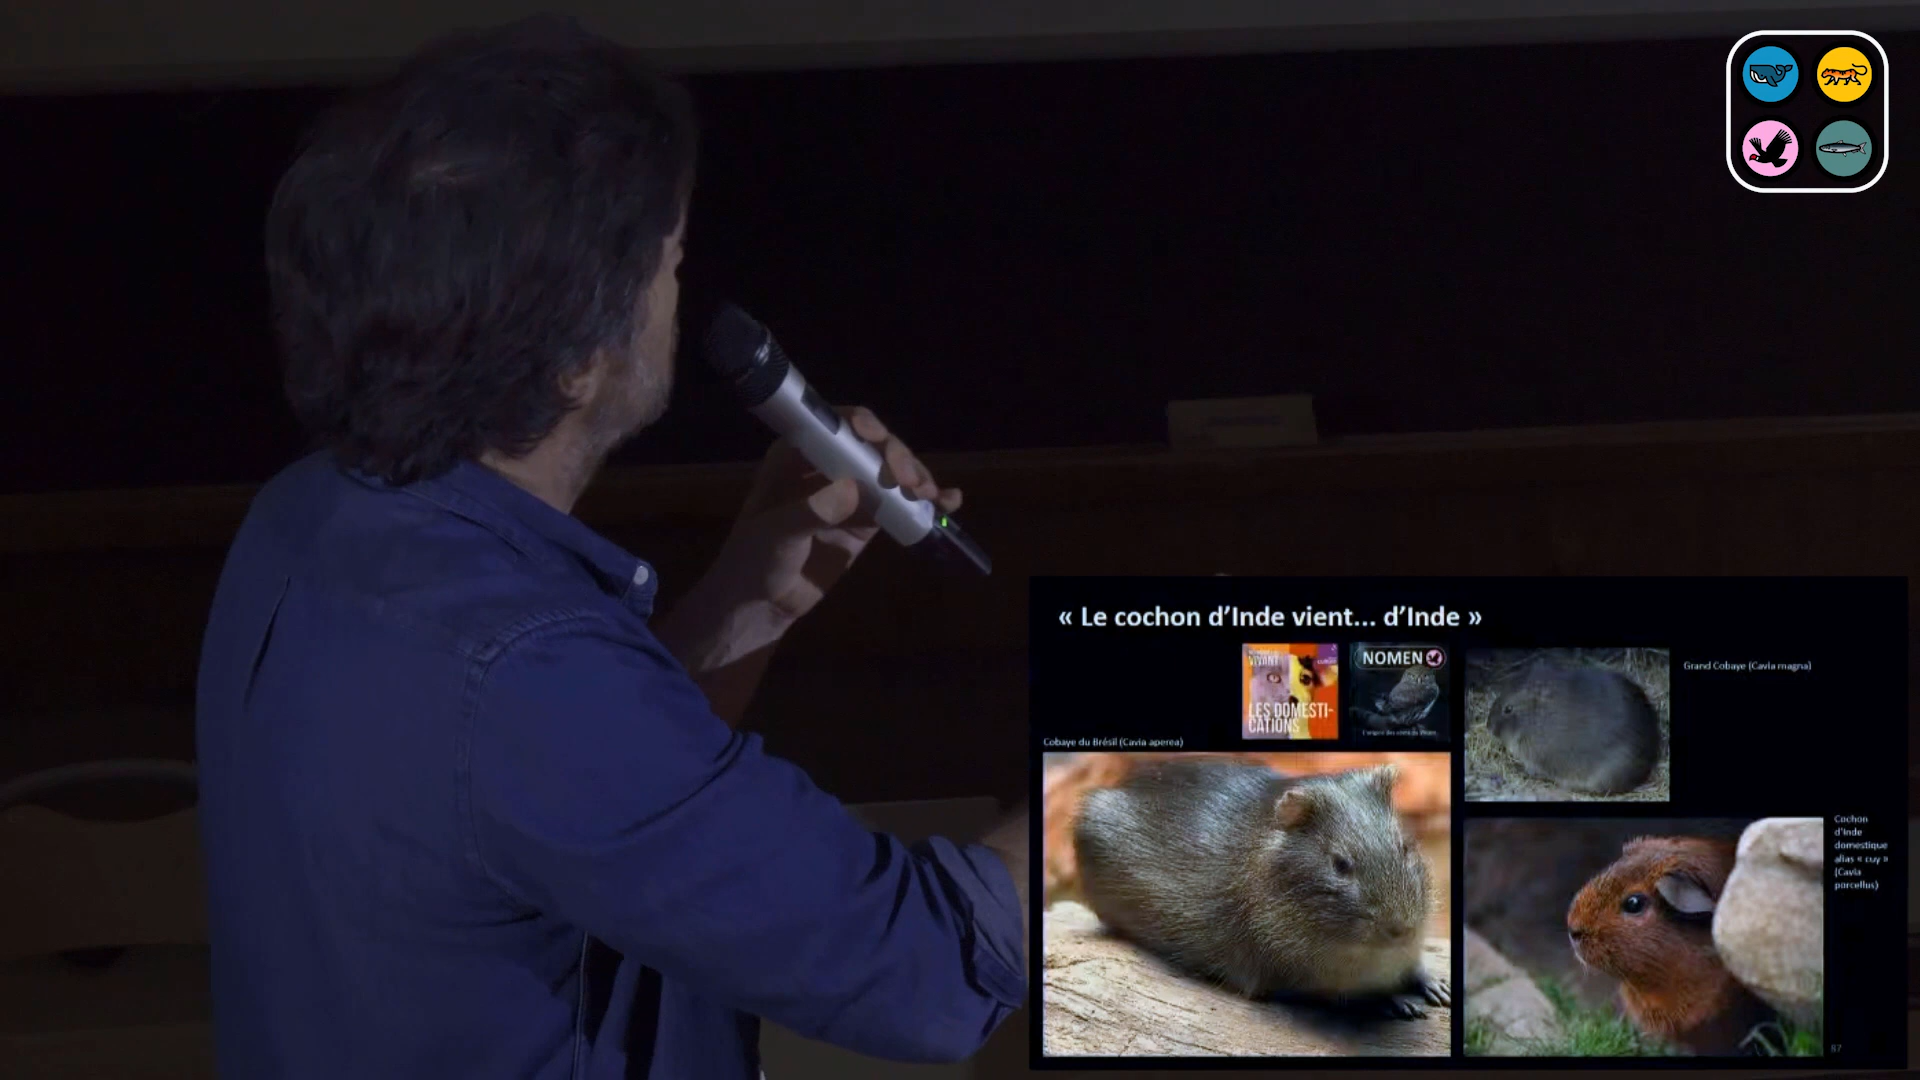 « Le cochon d’Inde vient... d’Inde »
VIVANT
LES DOMESTI-
CATIONS
NOMEN
Grand Cobaye (Cavia magna)
Cobaye du Brésil (Cavia aperea)
Cochon
d’Inde
domestique
alias « cuy »
(Cavia
porcellus)
87